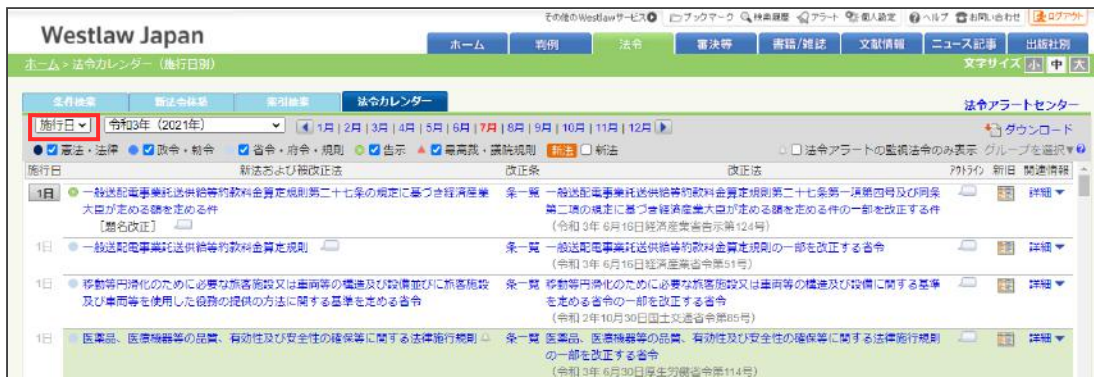 その他のWestlawサービス ブックマーク 検索履歴 アラート 個人設定 ヘルプ お問い合わせ ログアウト
Westlaw Japan
ホーム 判例 法令 審決等 書籍/雑誌 文献情報 ニュース記事 出版社別
ホーム > 法令カレンダー（施行日別） 文字サイズ 小 中 大
条件検索 新法令体系 索引検索 法令カレンダー 法令アラートセンター
施行日 令和3年（2021年） 1月 | 2月 | 3月 | 4月 | 5月 | 6月 | 7月 | 8月 | 9月 | 10月 | 11月 | 12月 ダウンロード
憲法・法律 政令・勅令 省令・府令・規則 告示 最高裁・議院規則 新法 新法 法令アラートの監視法令のみ表示 グループを選択▼
施行日 新法および被改正法 改正条 改正法 アウトライン 新旧 関連情報
1日 一般送配電事業託送供給等約款料金算定規則第二十七条の規定に基づき経済産業 条一覧 一般送配電事業託送供給等約款料金算定規則第二十七条第一項第四号及び同条
大臣が定める額を定める件 第二項の規定に基づき経済産業大臣が定める額を定める件の一部を改正する件
［題名改正］ （令和 3年 6月16日経済産業省告示第124号）
1日 一般送配電事業託送供給等約款料金算定規則 条一覧 一般送配電事業託送供給等約款料金算定規則の一部を改正する省令 詳細▼
（令和 3年 6月16日経済産業省令第51号）
1日 移動等円滑化のために必要な旅客施設又は車両等の構造及び設備並びに旅客施設 条一覧 移動等円滑化のために必要な旅客施設又は車両等の構造及び設備に関する基準 詳細▼
及び車両等を使用した役務の提供の方法に関する基準を定める省令 を定める省令の一部を改正する省令
（令和 2年10月30日国土交通省令第85号）
1日 医薬品、医療機器等の品質、有効性及び安全性の確保等に関する法律施行規則 条一覧 医薬品、医療機器等の品質、有効性及び安全性の確保等に関する法律施行規則 詳細▼
の一部を改正する省令
（令和 3年 6月30日厚生労働省令第114号）